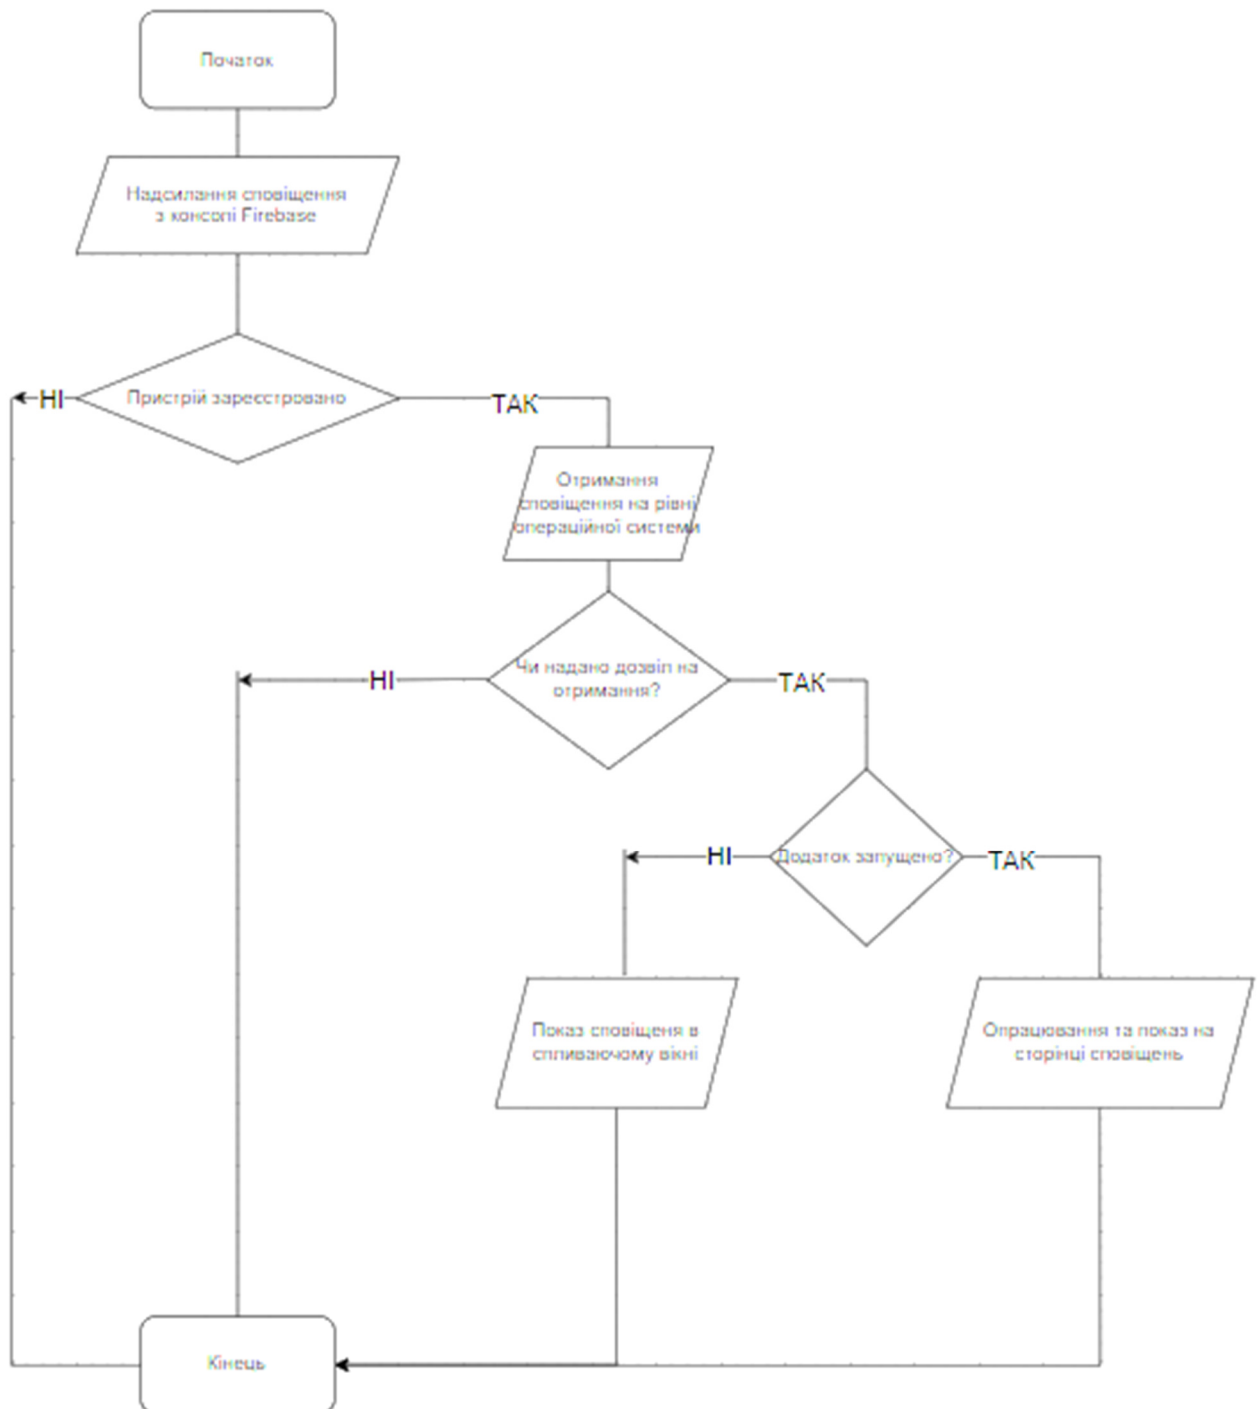 Початок
Надсилання сповіщення
з консолі Firebase
НІ
Пристрій зареєстровано
ТАК
Отримання
сповіщення на рівні
операційної системи
НІ
Чи надано дозвіл на
отримання?
ТАК
НІ
Додаток запущено?
ТАК
Показ сповіщеня в
спливаючому вікні
Опрацювання та показ на
сторінці сповіщень
Кінець